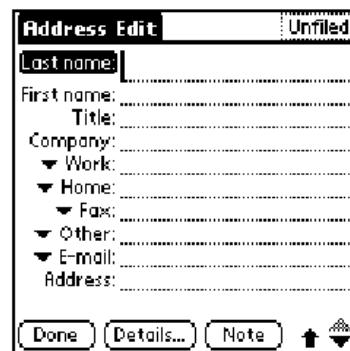 Address Edit Unfiled
Last name:
First name:
Title:
Company:
Work:
Home:
Fax:
Other:
E-mail:
Address:
Done Details... Note